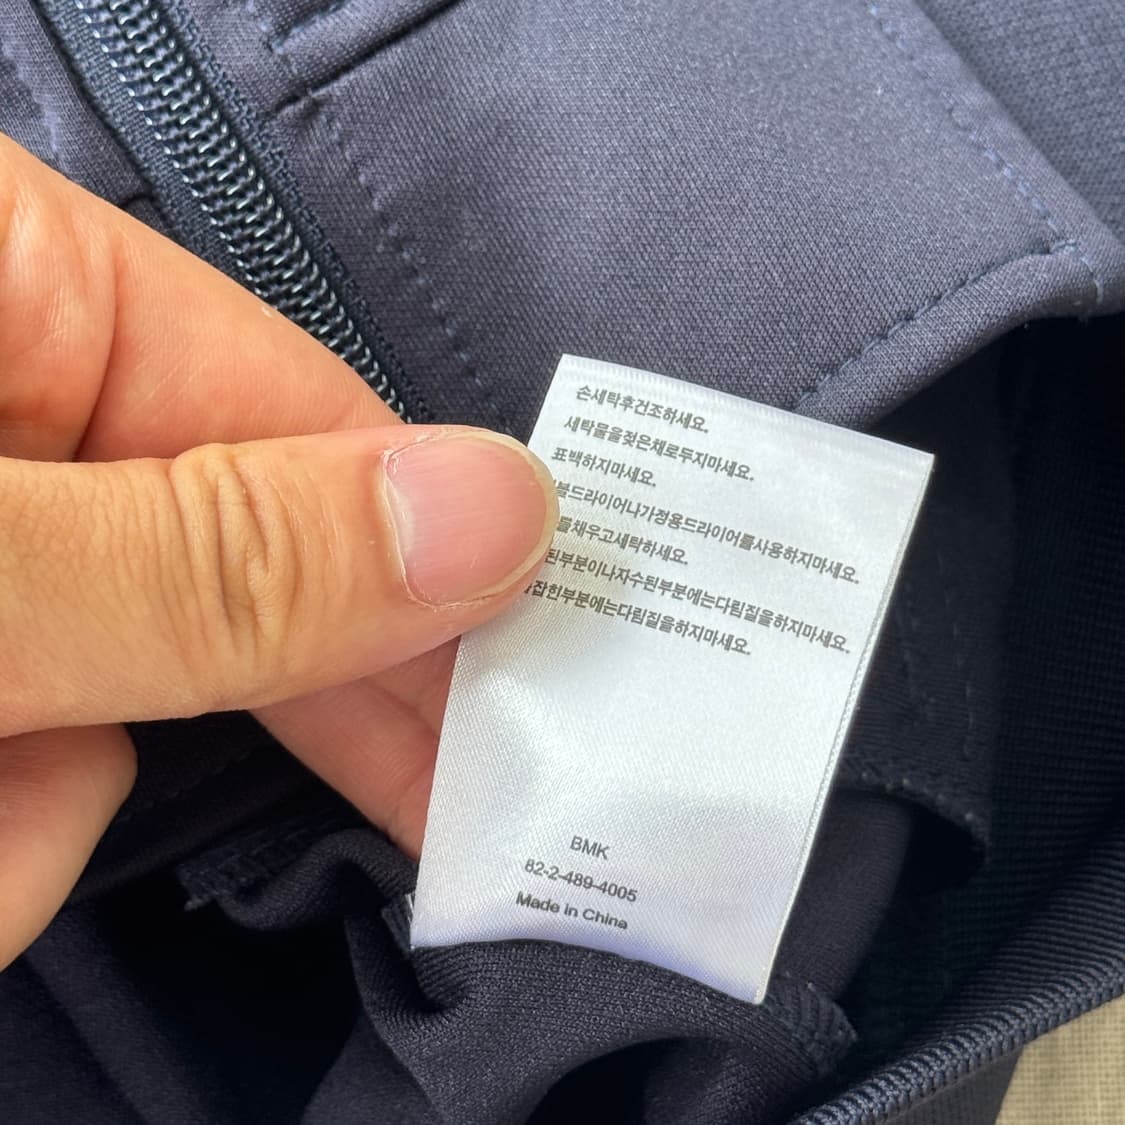 손세탁후건조하세요.
세탁물을젖은채로두지마세요.
표백하지마세요.
블드라이어나가정용드라이어를사용하지마세요.
를채우고세탁하세요.
된부분이나자수된부분에는다림질을하지마세요.
잡힌부분에는다림질을하지마세요.
BMK
82-2-489-4005
Made in China